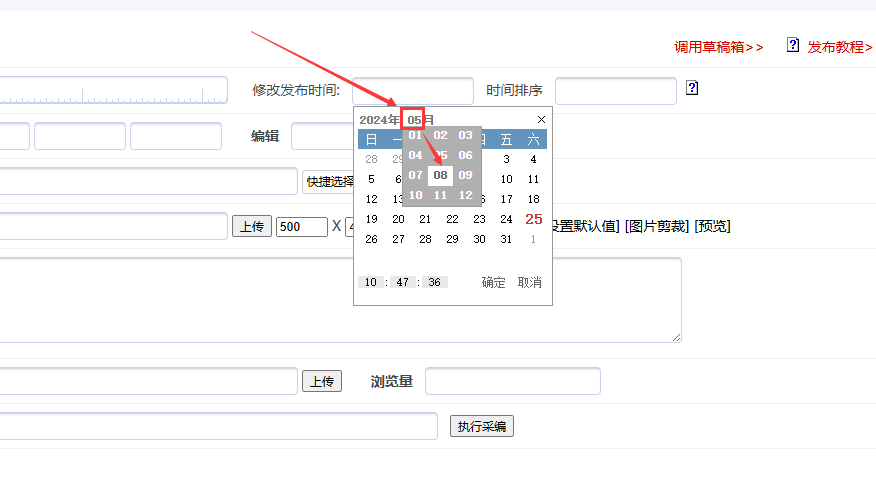 调用草稿箱>> 发布教程>
修改发布时间: 时间排序
2024年 05月
编辑
日 一 四 五 六
01 02 03
28 29 3 4
04 05 06
快捷选择
5 6 10 11
07 08 09
12 13 16 17 18
10 11 12
上传 500 X 4 19 20 21 22 23 24 25 设置默认值] [图片剪裁] [预览]
26 27 28 29 30 31 1
10 : 47 : 36 确定 取消
上传 浏览量
执行采编